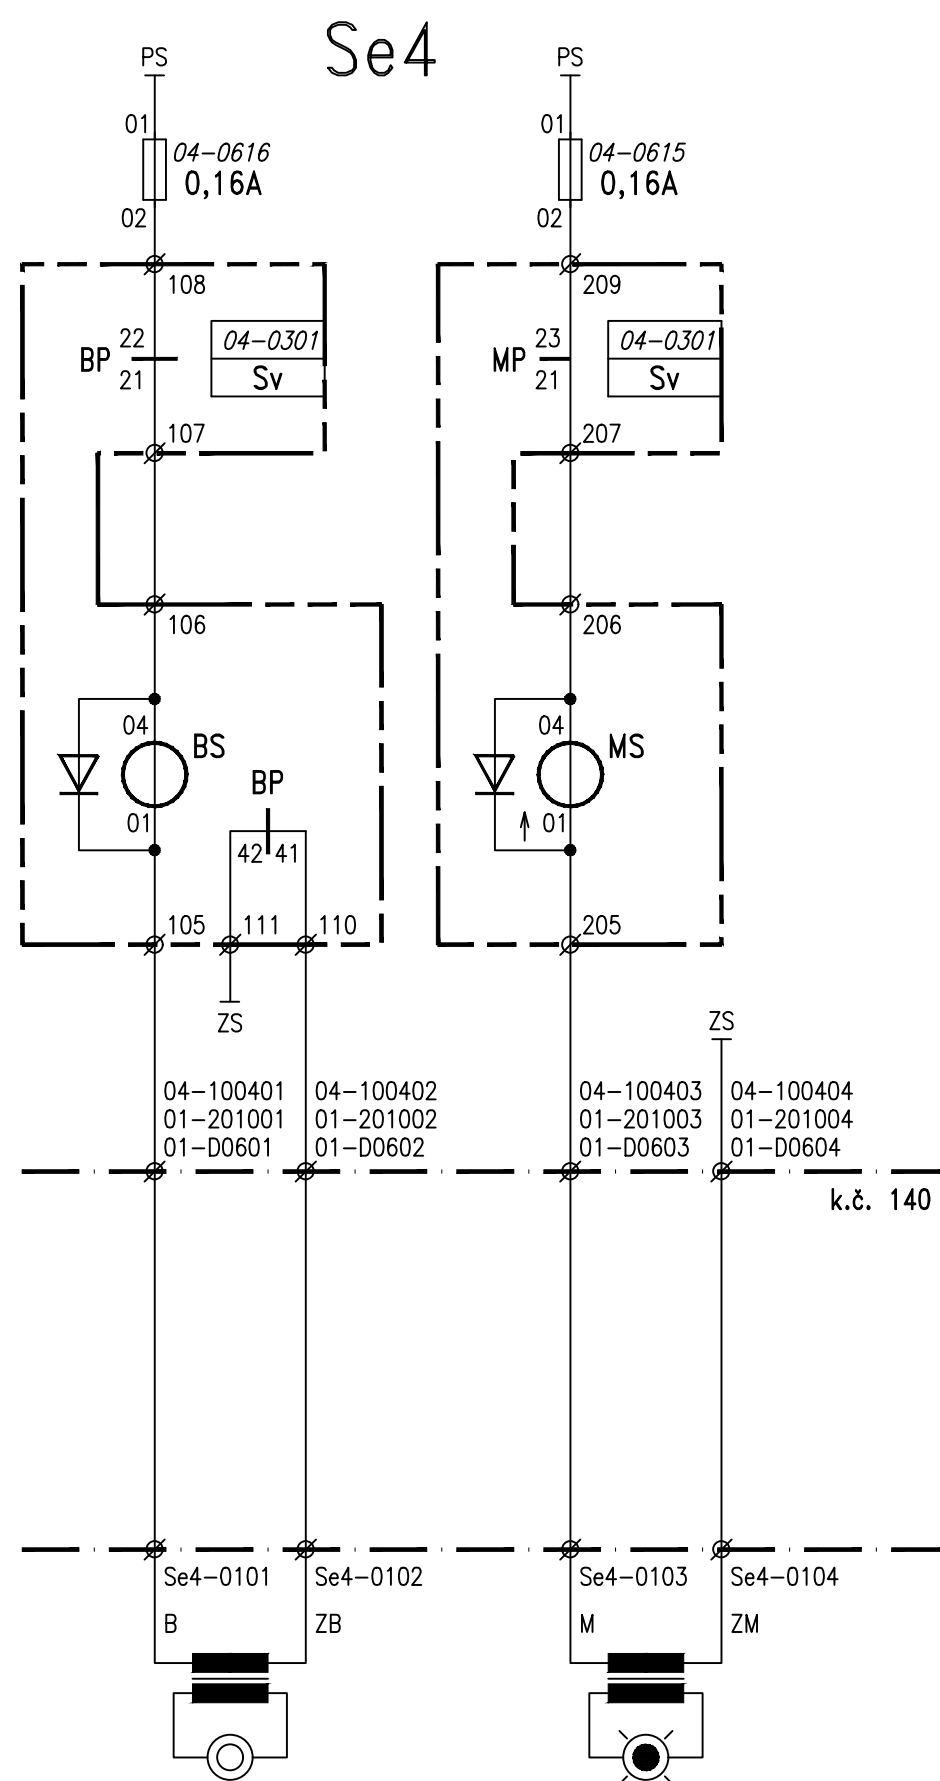 Se4
PS
PS
01
01
04-0616
04-0615
0,16A
0,16A
02
02
108
209
22
04-0301
23
04-0301
BP
MP
21
Sv
21
Sv
107
207
106
206
04
04
BS
MS
BP
01
01
42
41
105
111
110
205
ZS
ZS
04-100401
04-100402
04-100403
04-100404
01-201001
01-201002
01-201003
01-201004
01-D0601
01-D0602
01-D0603
01-D0604
k.č. 140
Se4-0101
Se4-0102
Se4-0103
Se4-0104
B
ZB
M
ZM